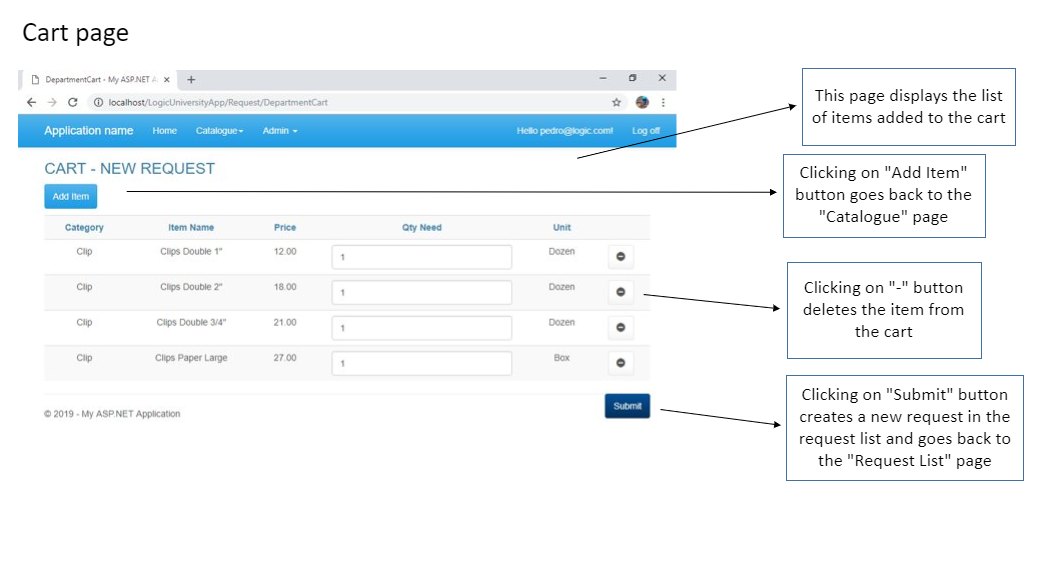 Cart page
DepartmentCart - My ASP.NET A
localhost/LogicUniversityApp/Request/DepartmentCart
Application name Home Catalogue Admin Hello pedro@logic.com! Log off
CART - NEW REQUEST
Add Item
Category Item Name Price Qty Need Unit
Clip Clips Double 1" 12.00 1 Dozen
Clip Clips Double 2" 18.00 1 Dozen
Clip Clips Double 3/4" 21.00 1 Dozen
Clip Clips Paper Large 27.00 1 Box
Submit
© 2019 - My ASP.NET Application
This page displays the list
of items added to the cart
Clicking on "Add Item"
button goes back to the
"Catalogue" page
Clicking on "-" button
deletes the item from
the cart
Clicking on "Submit" button
creates a new request in the
request list and goes back to
the "Request List" page